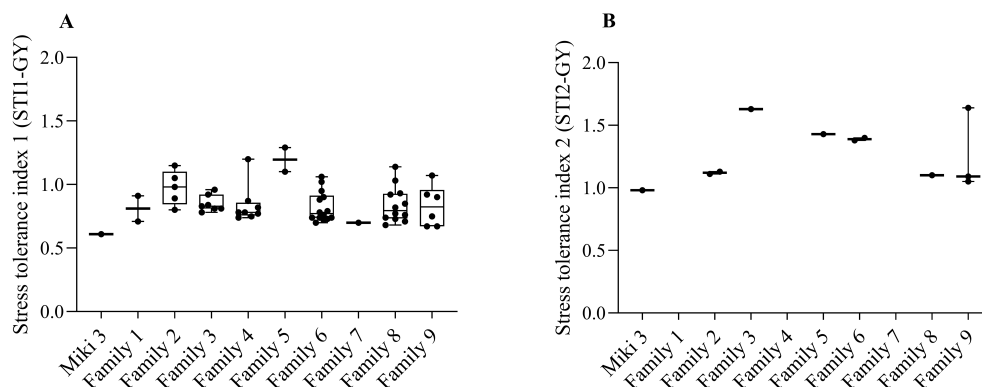 A
Stress tolerance index 1 (STI1-GY)
2.0
1.5
1.0
0.5
0.0
Miki 3
Family 1
Family 2
Family 3
Family 4
Family 5
Family 6
Family 7
Family 8
Family 9
B
Stress tolerance index 2 (STI2-GY)
2.0
1.5
1.0
0.5
0.0
Miki 3
Family 1
Family 2
Family 3
Family 4
Family 5
Family 6
Family 7
Family 8
Family 9